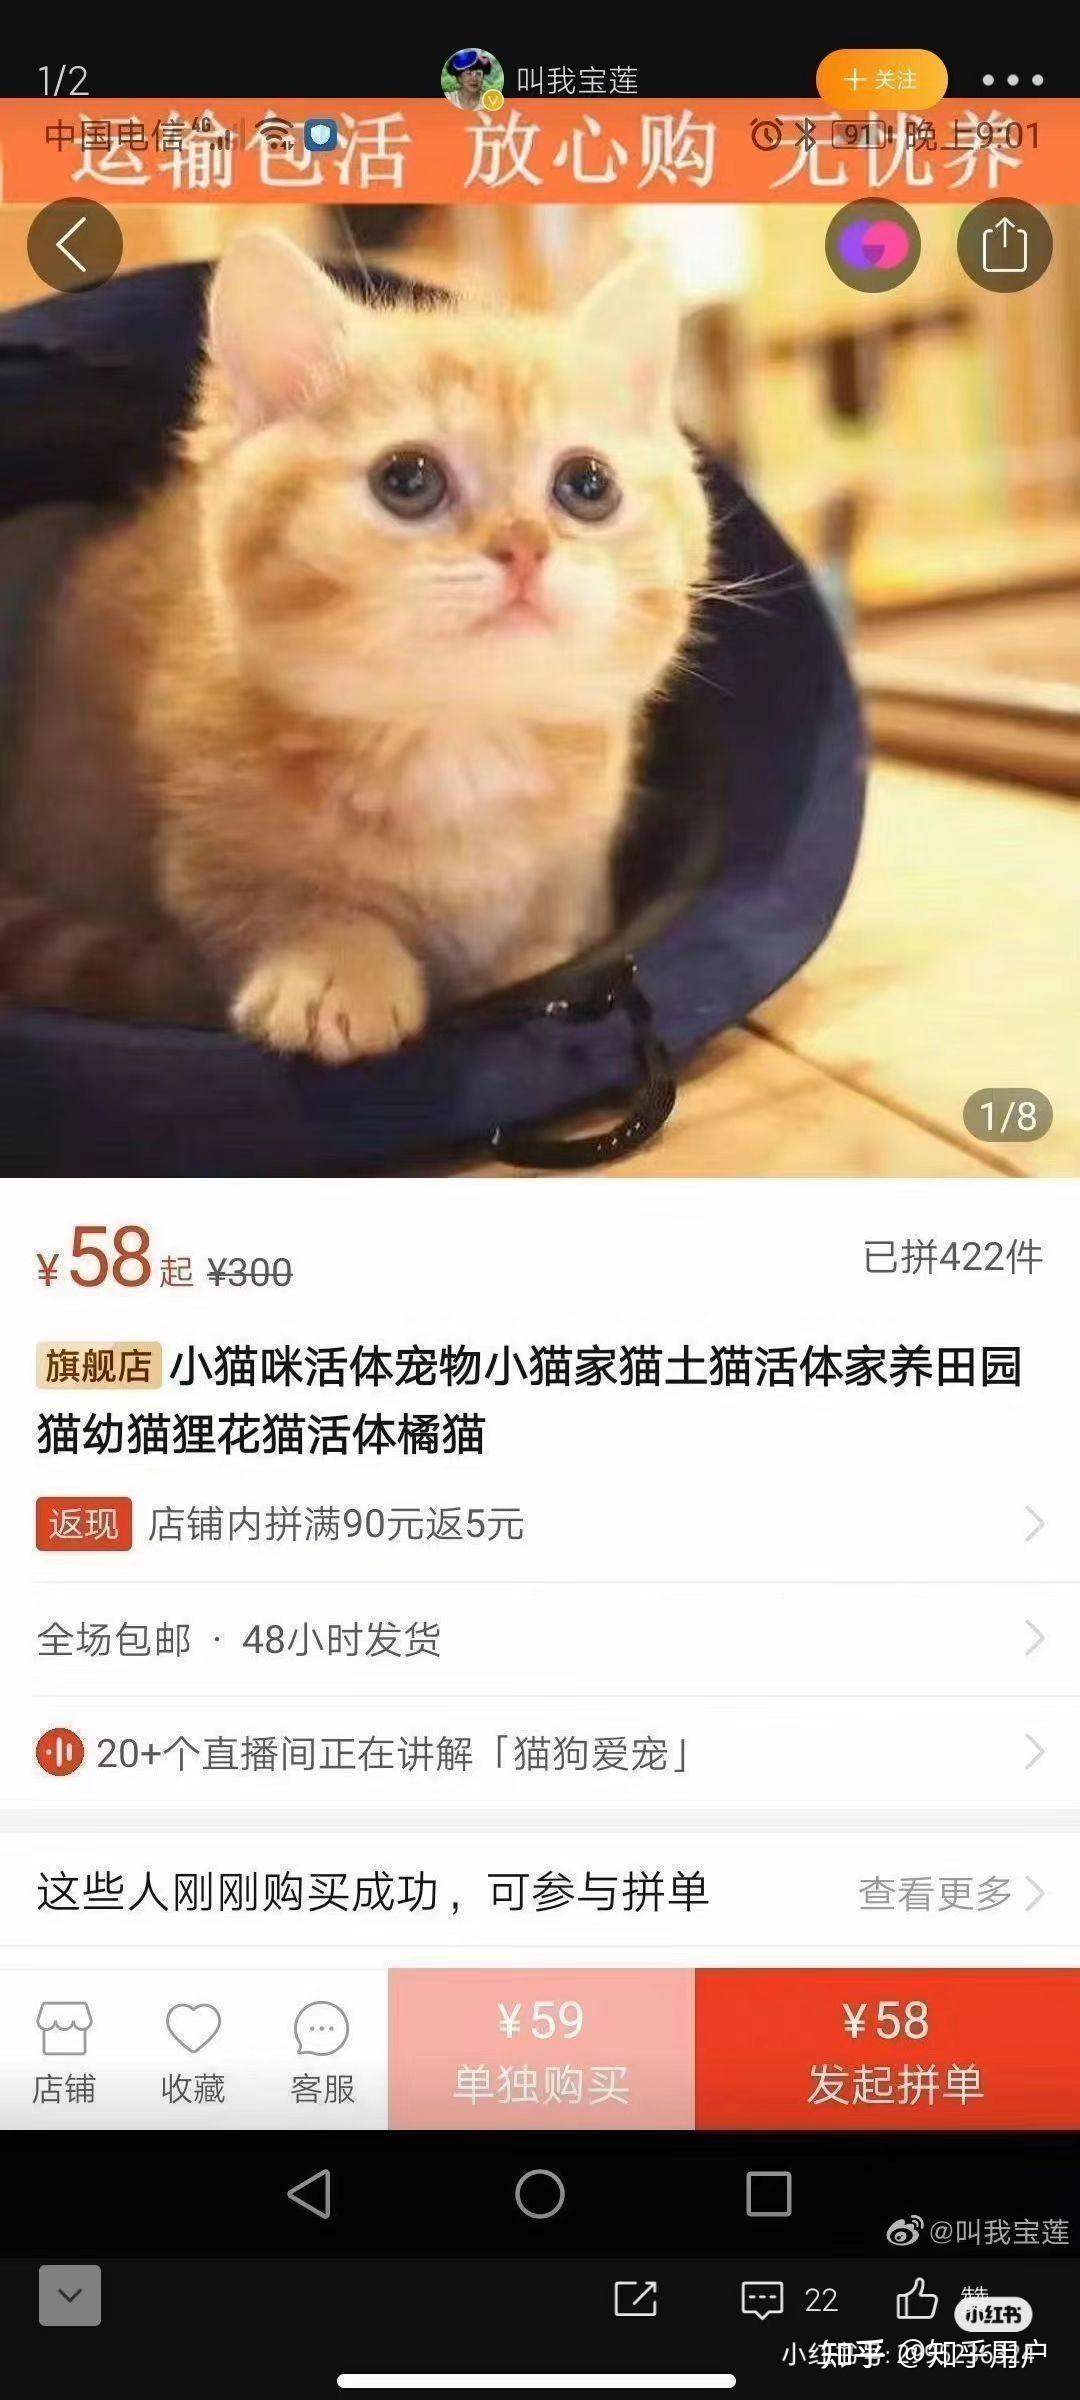 1/2
叫我宝莲
关注
运输包活 放心购 无忧养
中国电信
4G
91
晚上9:01
1/8
¥58起 ¥300
已拼422件
旗舰店 小猫咪活体宠物小猫家猫土猫活体家养田园
猫幼猫狸花猫活体橘猫
返现 店铺内拼满90元返5元
全场包邮 · 48小时发货
20+个直播间正在讲解「猫狗爱宠」
这些人刚刚购买成功，可参与拼单
查看更多
店铺
收藏
客服
¥59
单独购买
¥58
发起拼单
@叫我宝莲
22
赞
小红书
知乎 @知乎用户